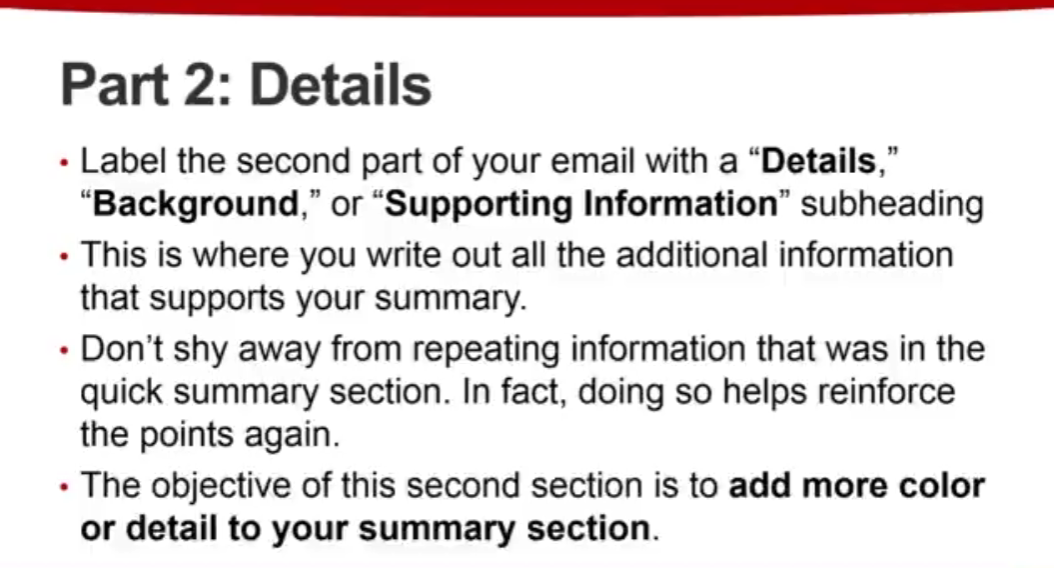 Part 2: Details
• Label the second part of your email with a “Details,”
“Background,” or “Supporting Information” subheading
• This is where you write out all the additional information
that supports your summary.
• Don’t shy away from repeating information that was in the
quick summary section. In fact, doing so helps reinforce
the points again.
• The objective of this second section is to add more color
or detail to your summary section.